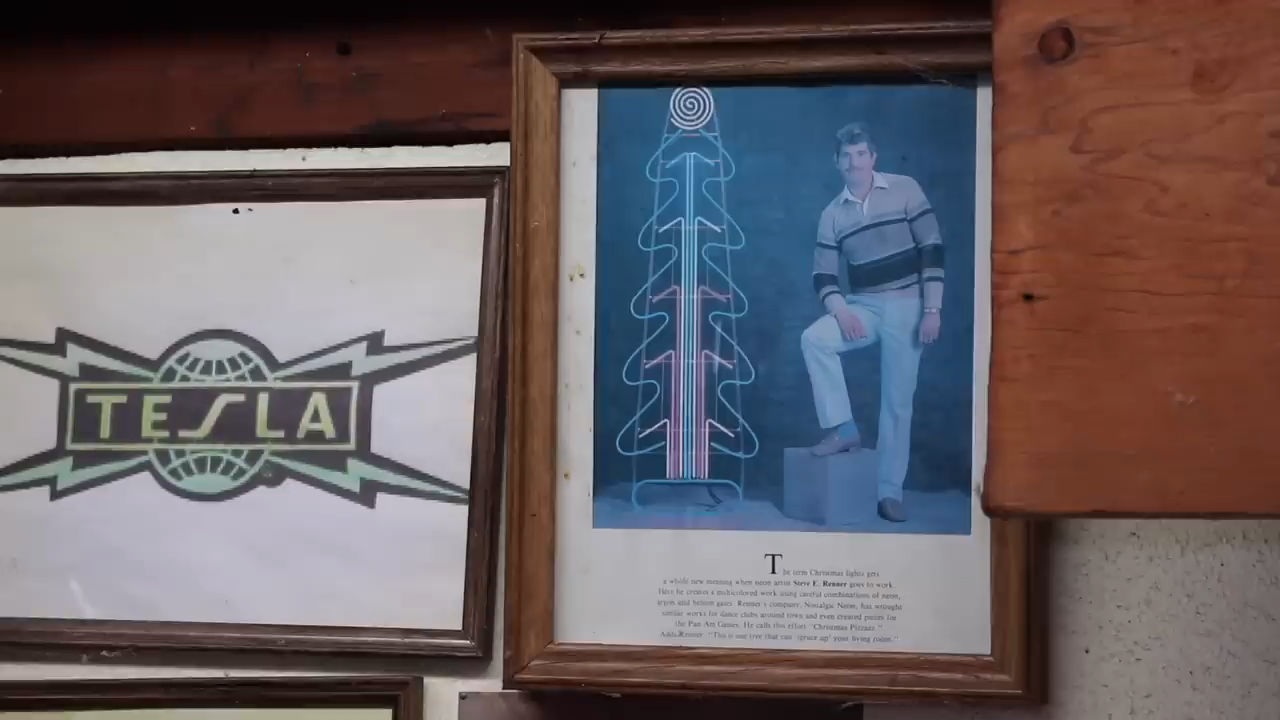 TESLA
The term Christmas lights gets
a whole new meaning when neon artist Steve E. Renner goes to work.
Here he creates a multicolored work using careful combinations of neon,
argon and helium gases. Renner's company, Nostalgic Neon, has wrought
similar works for dance clubs around town and even created pieces for
the Pan Am Games. He calls this effort "Christmas Pizzazz."
Adds Renner: "This is one tree that can 'spruce up' your living room."